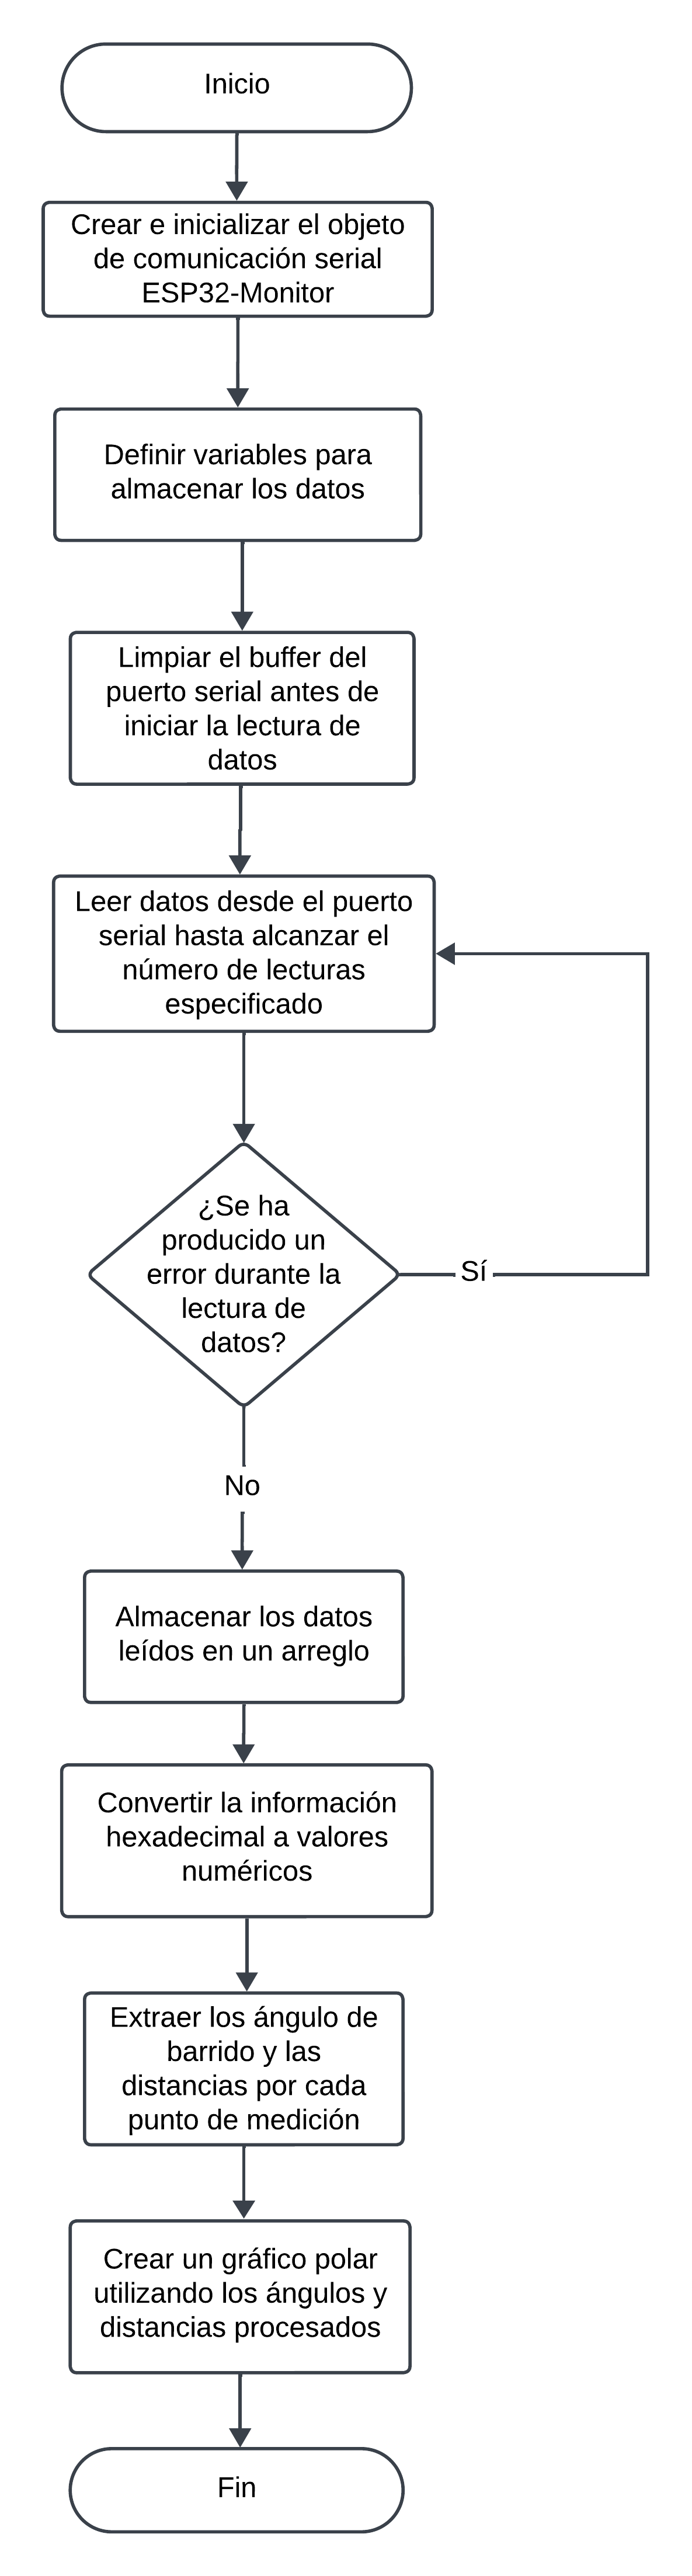 Inicio
Crear e inicializar el objeto
de comunicación serial
ESP32-Monitor
Definir variables para
almacenar los datos
Limpiar el buffer del
puerto serial antes de
iniciar la lectura de
datos
Leer datos desde el puerto
serial hasta alcanzar el
número de lecturas
especificado
¿Se ha
producido un
error durante la
lectura de
datos?
Sí
No
Almacenar los datos
leídos en un arreglo
Convertir la información
hexadecimal a valores
numéricos
Extraer los ángulo de
barrido y las
distancias por cada
punto de medición
Crear un gráfico polar
utilizando los ángulos y
distancias procesados
Fin